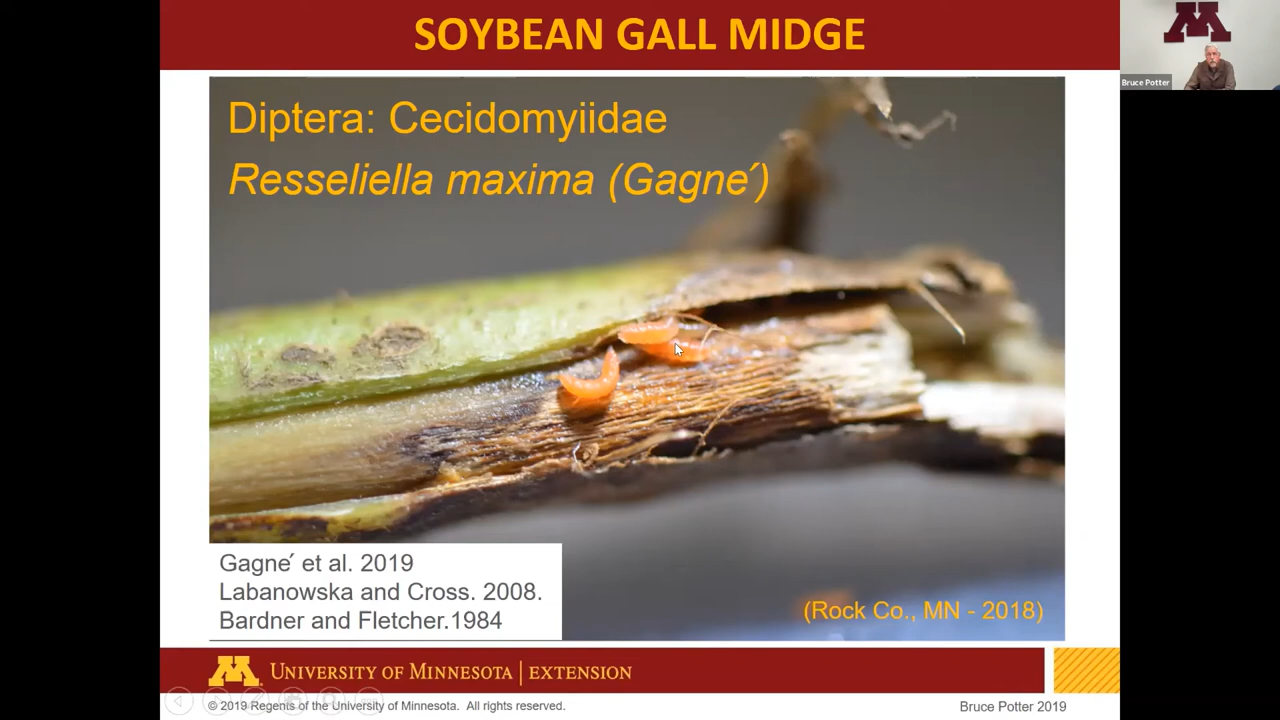 SOYBEAN GALL MIDGE
Bruce Potter
Diptera: Cecidomyiidae
Resseliella maxima (Gagne´)
Gagne´ et al. 2019
Labanowska and Cross. 2008.
Bardner and Fletcher.1984
(Rock Co., MN - 2018)
M UNIVERSITY OF MINNESOTA | EXTENSION
© 2019 Regents of the University of Minnesota. All rights reserved.
Bruce Potter 2019